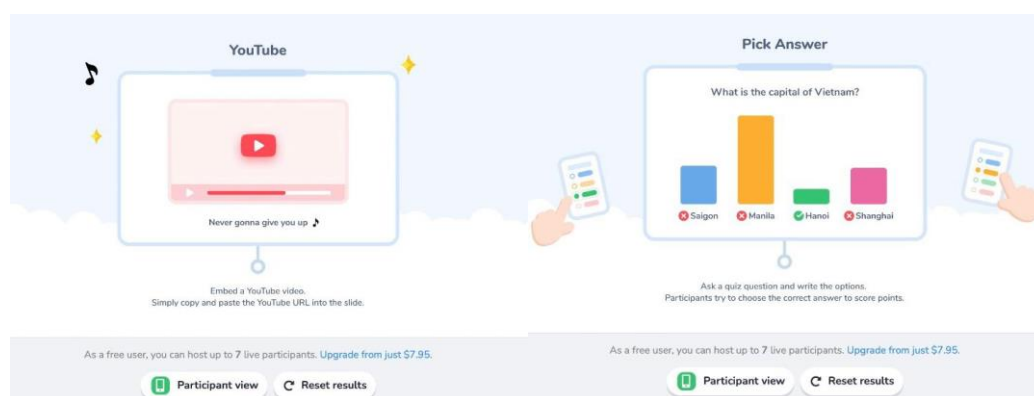 YouTube
Never gonna give you up
Embed a YouTube video.
Simply copy and paste the YouTube URL into the slide.
As a free user, you can host up to 7 live participants. Upgrade from just $7.95.
Participant view
Reset results
Pick Answer
What is the capital of Vietnam?
Saigon Manila Hanoi Shanghai
Ask a quiz question and write the options.
Participants try to choose the correct answer to score points.
As a free user, you can host up to 7 live participants. Upgrade from just $7.95.
Participant view
Reset results